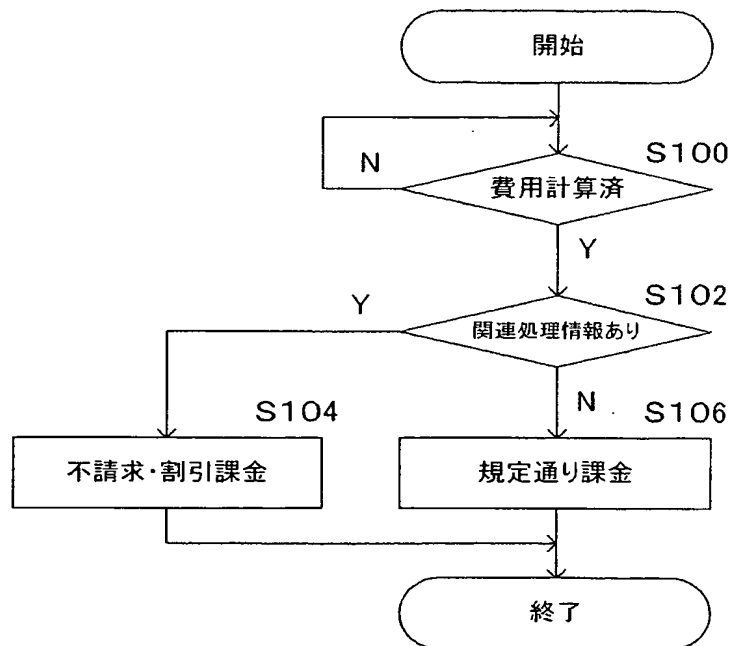 開始
S100
N
費用計算済
Y
S102
Y
関連処理情報あり
S104
N
S106
不請求・割引課金
規定通り課金
終了